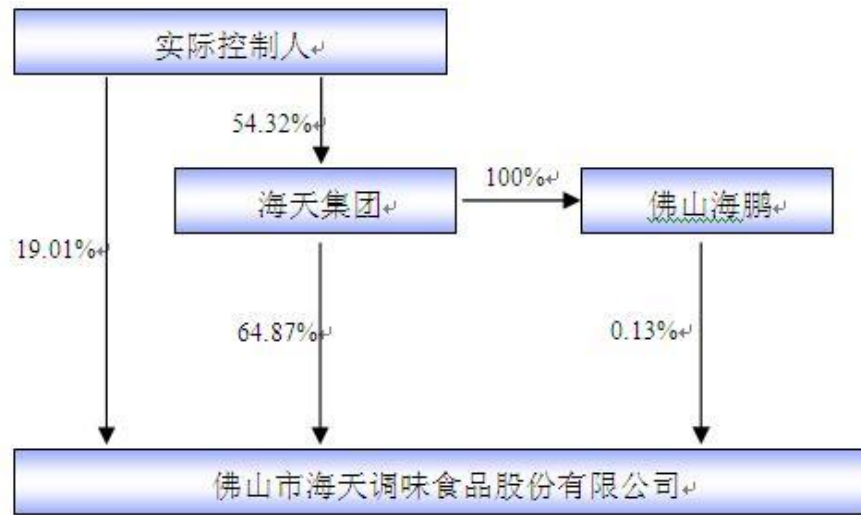 实际控制人
54.32%
海天集团
100%
佛山海鹏
19.01%
64.87%
0.13%
佛山市海天调味食品股份有限公司